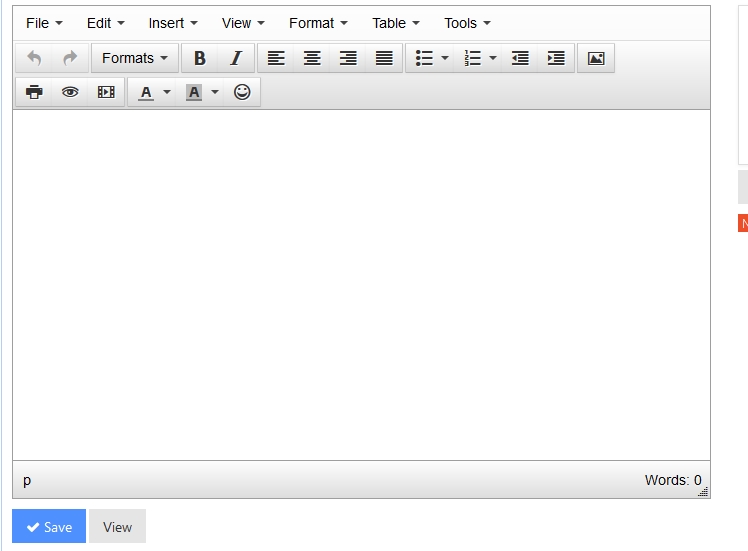 File Edit Insert View Format Table Tools
Formats B I
A A
p Words: 0
Save View
N